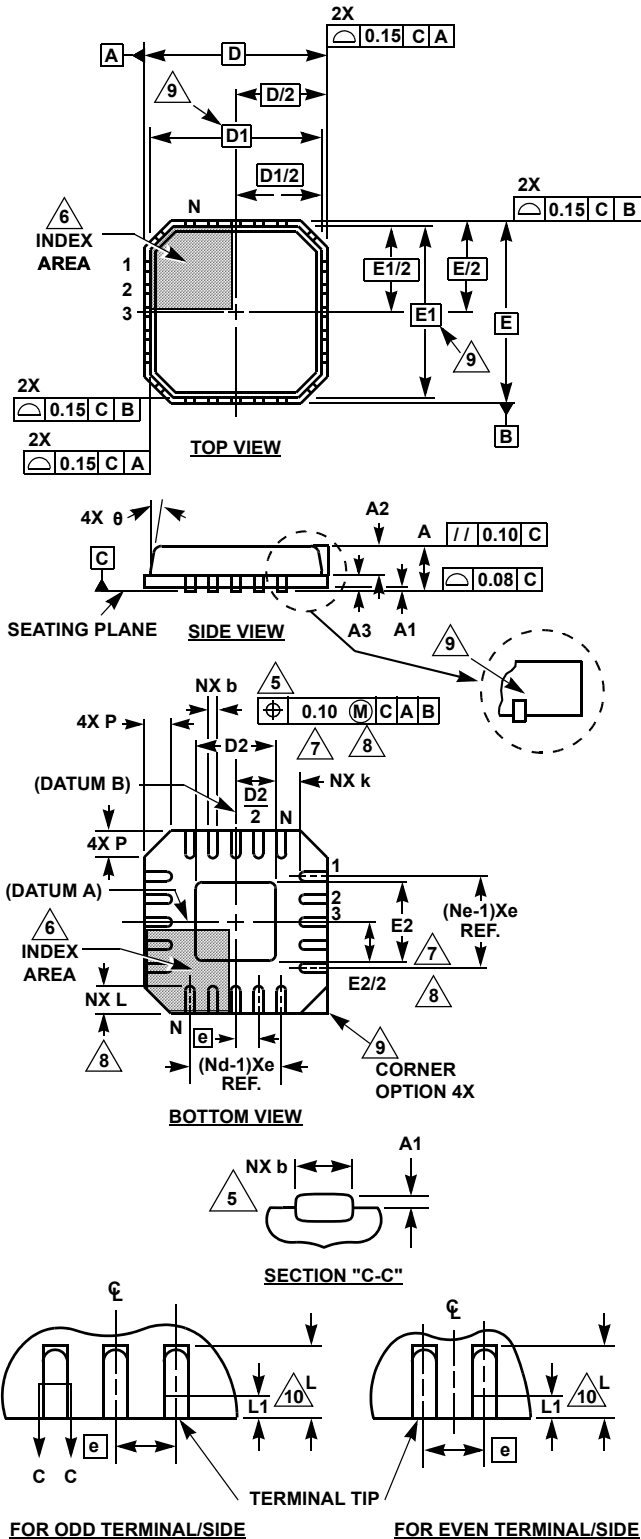 2X
⌓ 0.15 C A
A
D
D/2
9
D1
D1/2
2X
⌓ 0.15 C B
6
INDEX
AREA
N
1
2
3
E1/2
E/2
E1
E
9
2X
⌓ 0.15 C B
2X
⌓ 0.15 C A
B
TOP VIEW
4X θ
A2
A
// 0.10 C
C
⌓ 0.08 C
SEATING PLANE
SIDE VIEW
A3
A1
9
NX b
5
⌖ 0.10 Ⓜ C A B
4X P
D2
7
8
(DATUM B)
D2
2
N
NX k
4X P
1
2
3
(DATUM A)
(Ne-1)Xe
REF.
E2
6
INDEX
AREA
7
E2/2
8
NX L
8
N
e
(Nd-1)Xe
REF.
9
CORNER
OPTION 4X
BOTTOM VIEW
NX b
A1
5
SECTION "C-C"
℄
℄
L1
10
L
L1
10
L
e
e
C C
TERMINAL TIP
FOR ODD TERMINAL/SIDE
FOR EVEN TERMINAL/SIDE